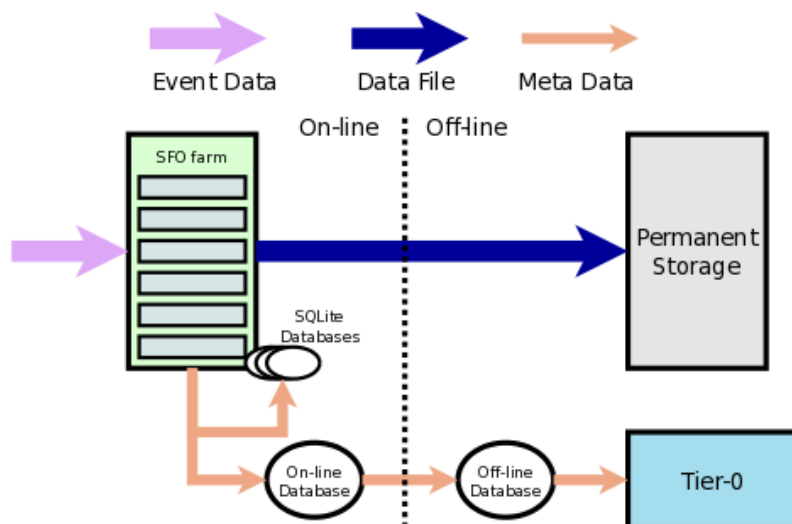 Event Data
Data File
Meta Data
On-line
Off-line
SFO farm
Permanent
Storage
SQLite
Databases
On-line
Database
Off-line
Database
Tier-0